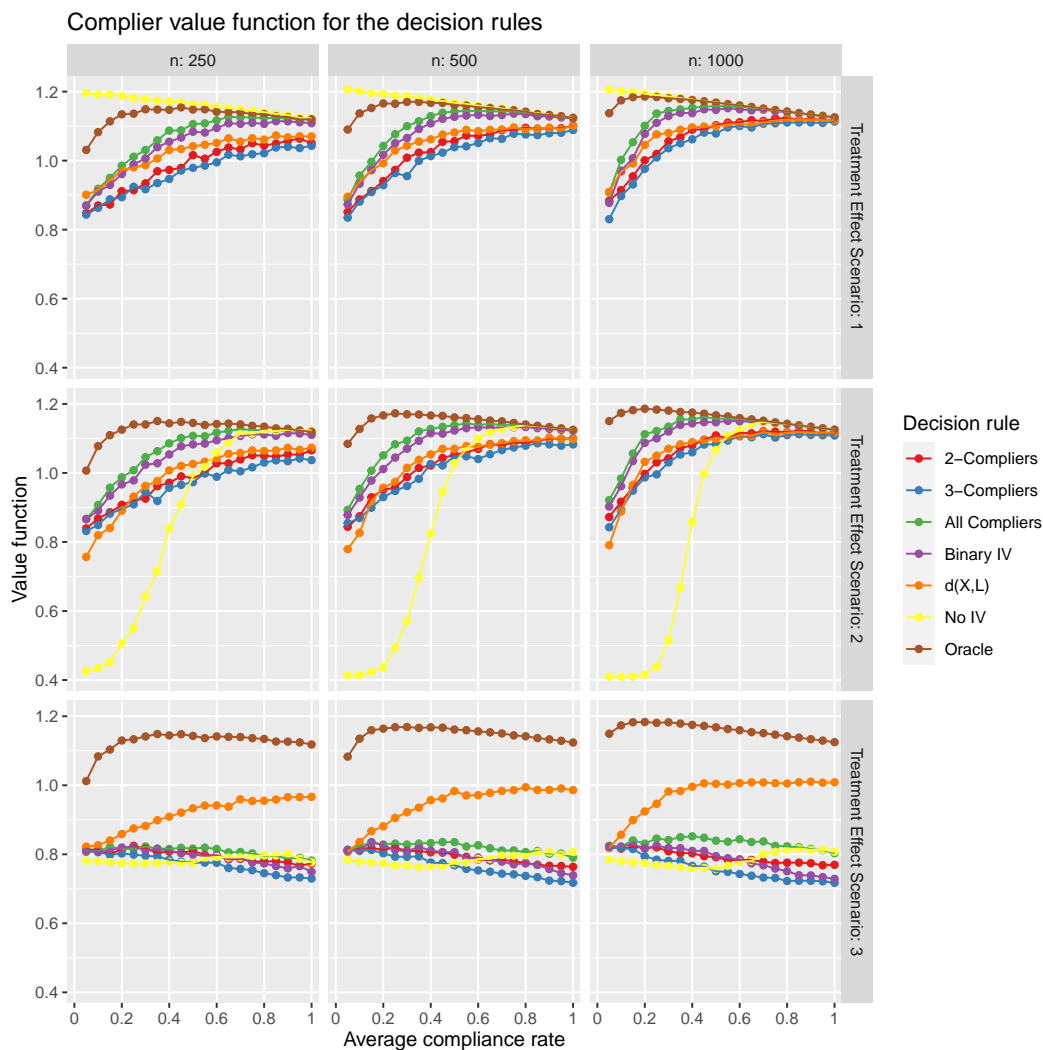 Complier value function for the decision rules
n: 250
n: 500
n: 1000
1.2
1.0
0.8
0.6
0.4
Treatment Effect Scenario: 1
1.2
1.0
0.8
0.6
0.4
Treatment Effect Scenario: 2
1.2
1.0
0.8
0.6
0.4
Treatment Effect Scenario: 3
Value function
0 0.2 0.4 0.6 0.8 1
0 0.2 0.4 0.6 0.8 1
0 0.2 0.4 0.6 0.8 1
Average compliance rate
Decision rule
2−Compliers
3−Compliers
All Compliers
Binary IV
d(X,L)
No IV
Oracle